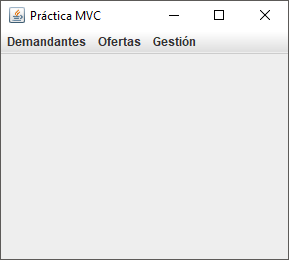 Práctica MVC
Demandantes Ofertas Gestión